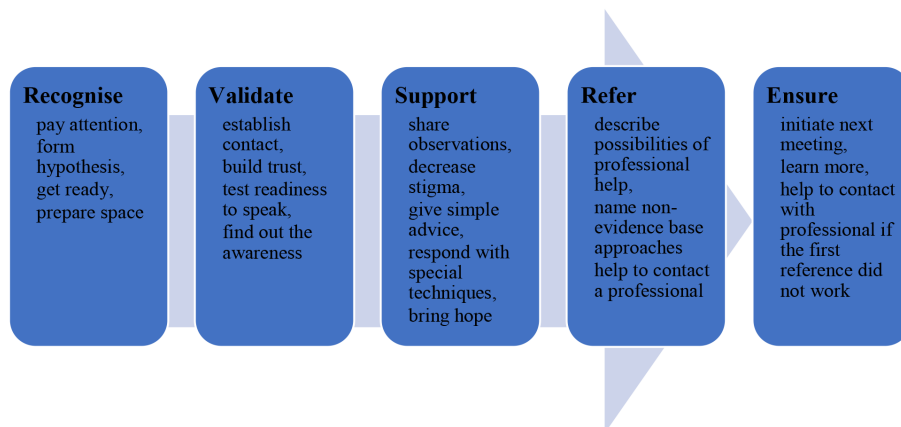 Recognise
pay attention,
form
hypothesis,
get ready,
prepare space
Validate
establish
contact,
build trust,
test readiness
to speak,
find out the
awareness
Support
share
observations,
decrease
stigma,
give simple
advice,
respond with
special
techniques,
bring hope
Refer
describe
possibilities of
professional
help,
name non-
evidence base
approaches
help to contact
a professional
Ensure
initiate next
meeting,
learn more,
help to contact
with
professional if
the first
reference did
not work